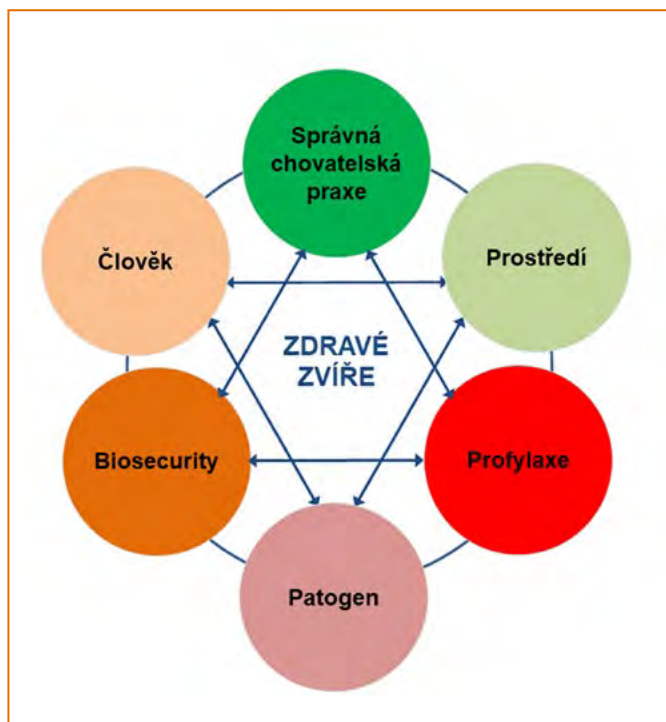 Správná
chovatelská
praxe
Člověk
Prostředí
ZDRAVÉ
ZVÍŘE
Biosecurity
Profylaxe
Patogen